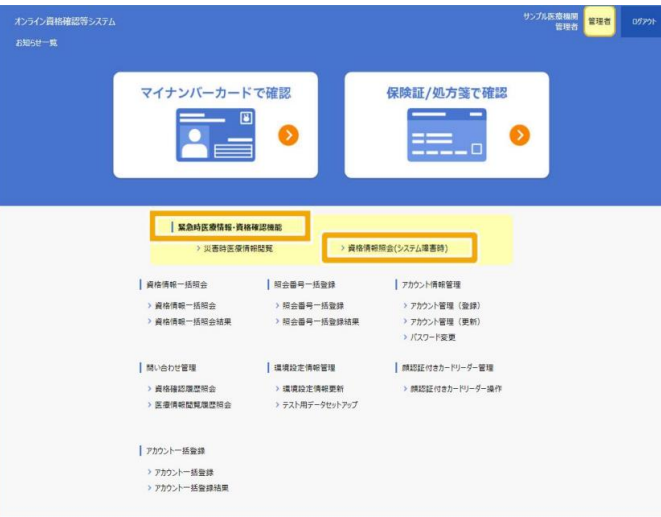 オンライン資格確認等システム
サンプル医療機関
管理者
管理者
ログアウト
お知らせ一覧
マイナンバーカードで確認
保険証/処方箋で確認
緊急時医療情報・資格確認機能
災害時医療情報閲覧
資格情報照会(システム障害時)
資格情報一括照会
資格情報一括照会
資格情報一括照会結果
照会番号一括登録
照会番号一括登録
照会番号一括登録結果
アカウント情報管理
アカウント管理（登録）
アカウント管理（更新）
パスワード変更
問い合わせ管理
資格確認履歴照会
医療情報閲覧履歴照会
環境設定情報管理
環境設定情報更新
テスト用データセットアップ
顔認証付きカードリーダー管理
顔認証付きカードリーダー操作
アカウント一括登録
アカウント一括登録
アカウント一括登録結果